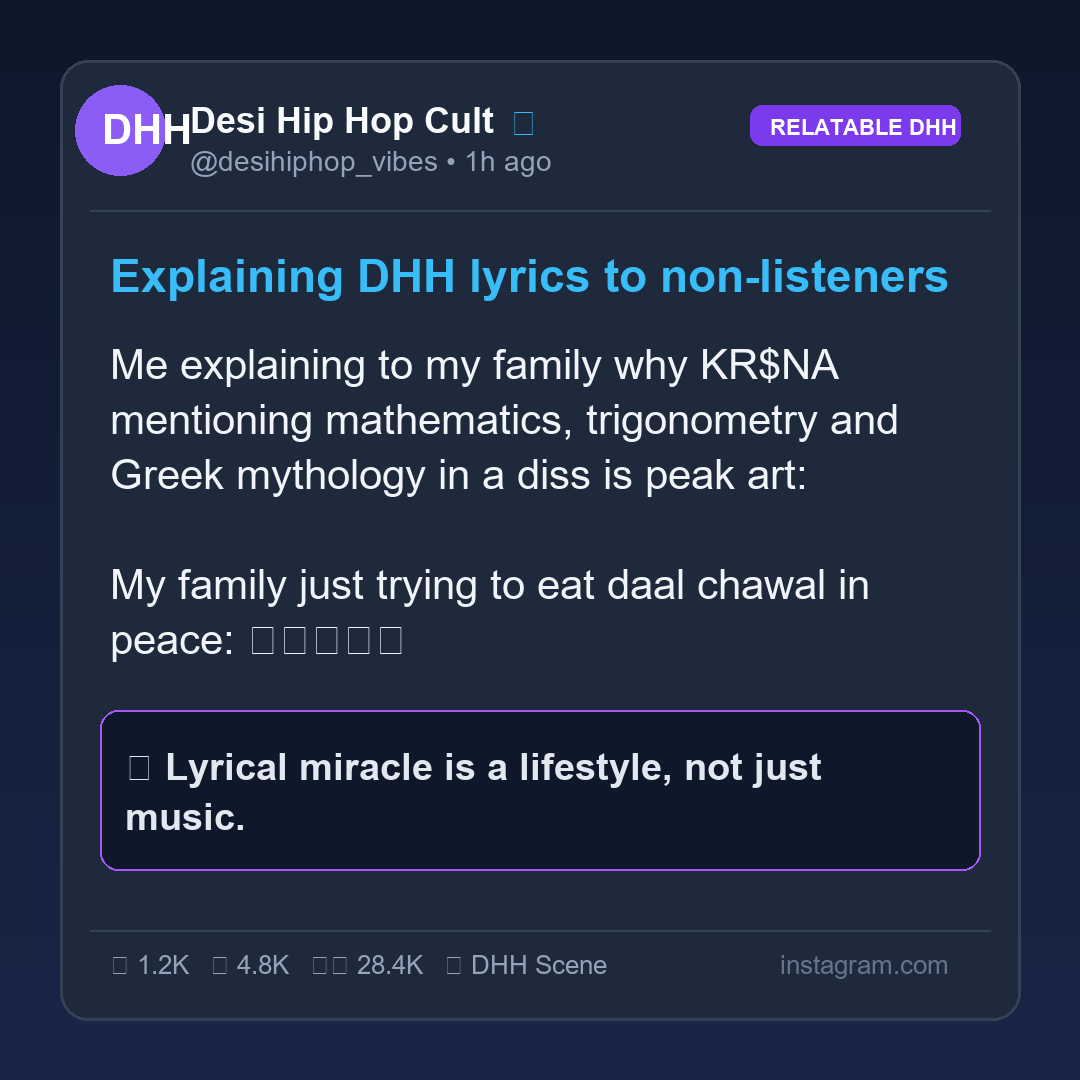 DHH
Desi Hip Hop Cult
@desihiphop_vibes • 1h ago
RELATABLE DHH
Explaining DHH lyrics to non-listeners
Me explaining to my family why KR$NA
mentioning mathematics, trigonometry and
Greek mythology in a diss is peak art:
My family just trying to eat daal chawal in
peace:
Lyrical miracle is a lifestyle, not just
music.
1.2K 4.8K 28.4K DHH Scene
instagram.com